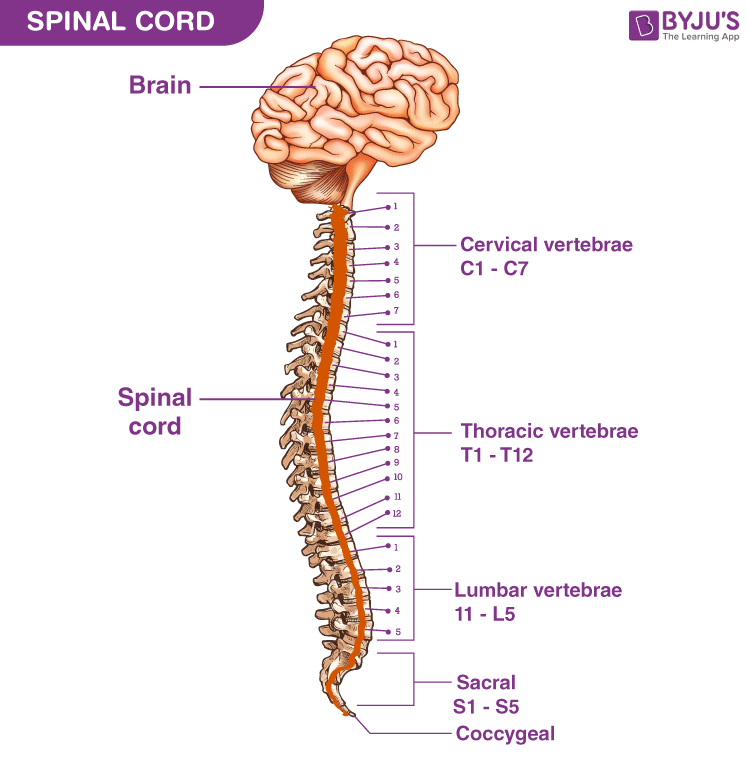 SPINAL CORD
BYJU'S
The Learning App
Brain
1
2
3
4
5
6
7
Cervical vertebrae
C1 - C7
1
2
3
4
5
6
7
8
9
10
11
12
Spinal
cord
Thoracic vertebrae
T1 - T12
1
2
3
4
5
Lumbar vertebrae
11 - L5
Sacral
S1 - S5
Coccygeal